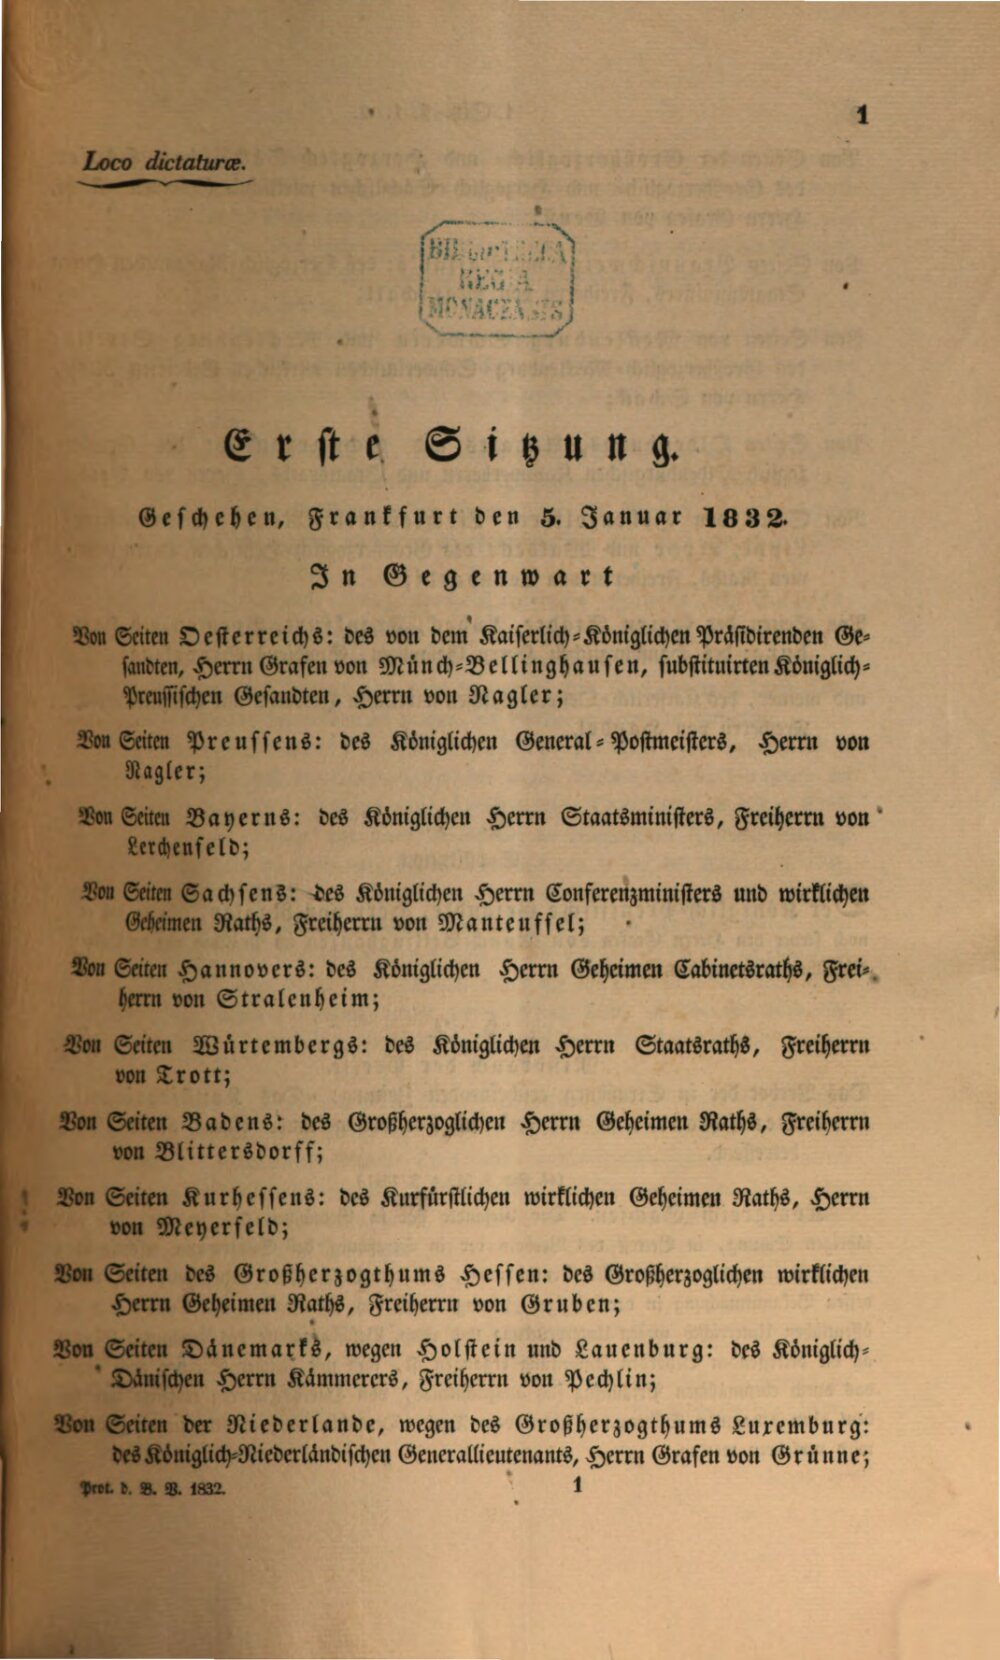 1
Loco dictaturæ.
BIBLIOTHECA
REGIA
MONACENSIS
Erste Sitzung.
Geschehen, Frankfurt den 5. Januar 1832.
In Gegenwart
Von Seiten Oesterreichs: des von dem Kaiserlich-Königlichen Präsidirenden Ge-
sandten, Herrn Grafen von Münch-Bellinghausen, substituirten Königlich-
Preussischen Gesandten, Herrn von Nagler;
Von Seiten Preussens: des Königlichen General-Postmeisters, Herrn von
Nagler;
Von Seiten Bayerns: des Königlichen Herrn Staatsministers, Freiherrn von
Lerchenfeld;
Von Seiten Sachsens: des Königlichen Herrn Conferenzministers und wirklichen
Geheimen Raths, Freiherrn von Manteuffel;
Von Seiten Hannovers: des Königlichen Herrn Geheimen Cabinetsraths, Frei-
herrn von Stralenheim;
Von Seiten Würtembergs: des Königlichen Herrn Staatsraths, Freiherrn
von Trott;
Von Seiten Badens: des Großherzoglichen Herrn Geheimen Raths, Freiherrn
von Blittersdorff;
Von Seiten Kurhessens: des Kurfürstlichen wirklichen Geheimen Raths, Herrn
von Meyerfeld;
Von Seiten des Großherzogthums Hessen: des Großherzoglichen wirklichen
Herrn Geheimen Raths, Freiherrn von Gruben;
Von Seiten Dänemarks, wegen Holstein und Lauenburg: des Königlich-
Dänischen Herrn Kämmerers, Freiherrn von Pechlin;
Von Seiten der Niederlande, wegen des Großherzogthums Luxemburg:
des Königlich-Niederländischen Generallieutenants, Herrn Grafen von Grünne;
Prot. d. B. V. 1832. 1